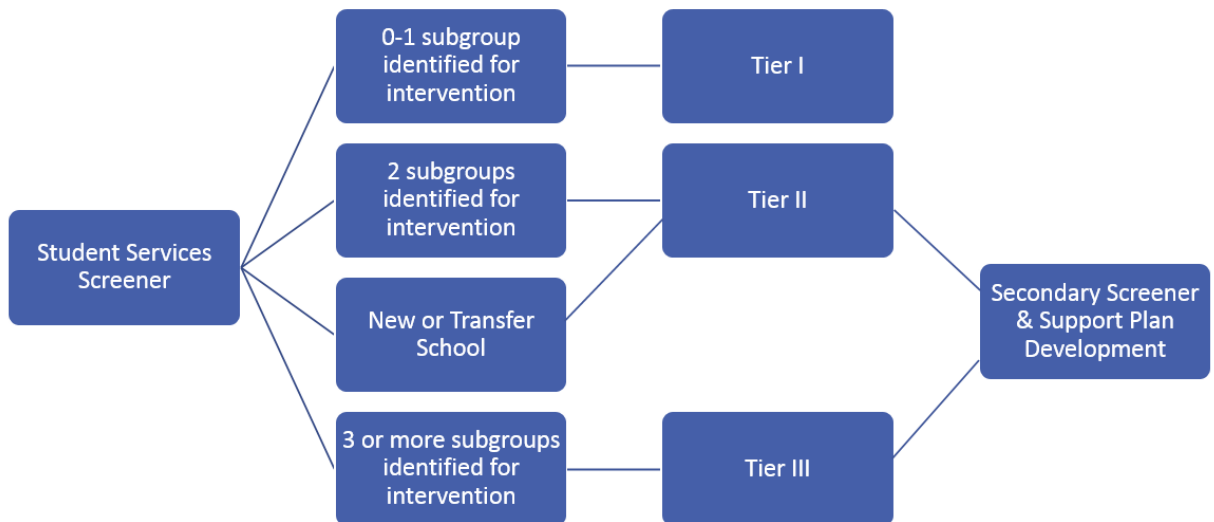 0-1 subgroup
identified for
intervention
Tier I
2 subgroups
identified for
intervention
Tier II
Student Services
Screener
New or Transfer
School
Secondary Screener
& Support Plan
Development
3 or more subgroups
identified for
intervention
Tier III